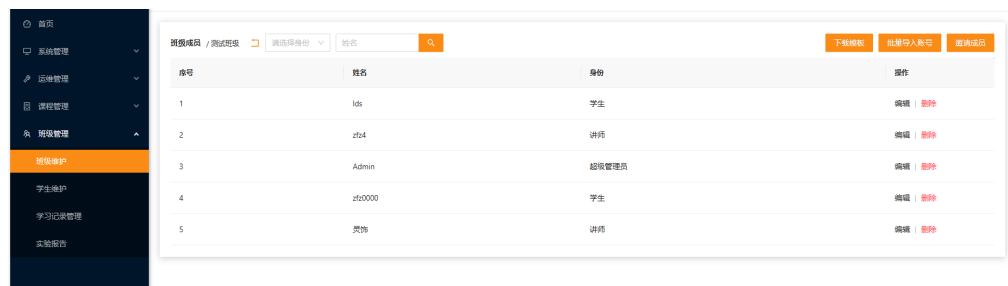 首页
系统管理
运维管理
课程管理
班级管理
班级维护
学生维护
学习记录管理
实验报告
班级成员 / 测试班级 请选择身份 姓名 下载模板 批量导入账号 邀请成员
序号 姓名 身份 操作
1 lds 学生 编辑 | 删除
2 zfz4 讲师 编辑 | 删除
3 Admin 超级管理员 编辑 | 删除
4 zfz0000 学生 编辑 | 删除
5 灵饰 讲师 编辑 | 删除